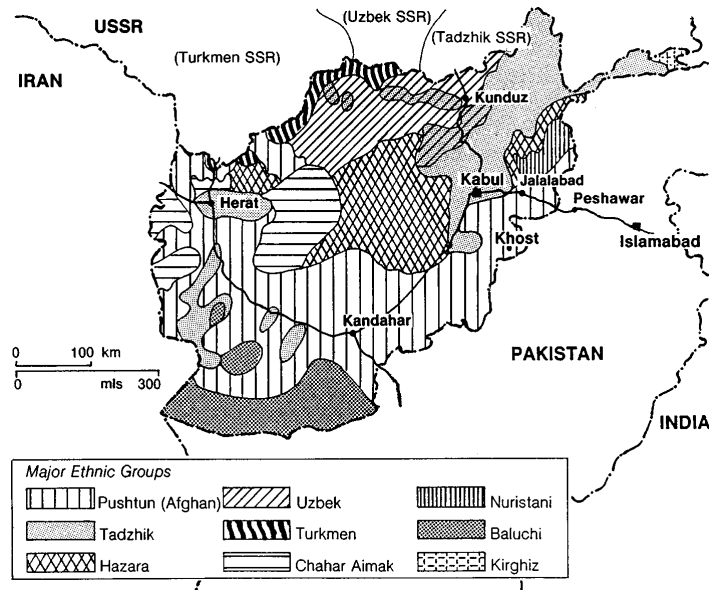 USSR
(Uzbek SSR)
(Tadzhik SSR)
(Turkmen SSR)
IRAN
Kunduz
Kabul
Jalalabad
Herat
Peshawar
Khost
Islamabad
Kandahar
0 100 km
0 mls 300
PAKISTAN
INDIA
Major Ethnic Groups
Pushtun (Afghan) Uzbek Nuristani
Tadzhik Turkmen Baluchi
Hazara Chahar Aimak Kirghiz